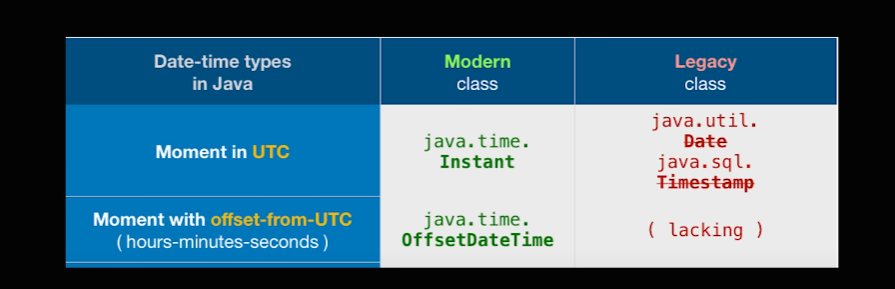 Date-time types
in Java
Modern
class
Legacy
class
Moment in UTC
java.time.
Instant
java.util.
Date
java.sql.
Timestamp
Moment with offset-from-UTC
( hours-minutes-seconds )
java.time.
OffsetDateTime
( lacking )